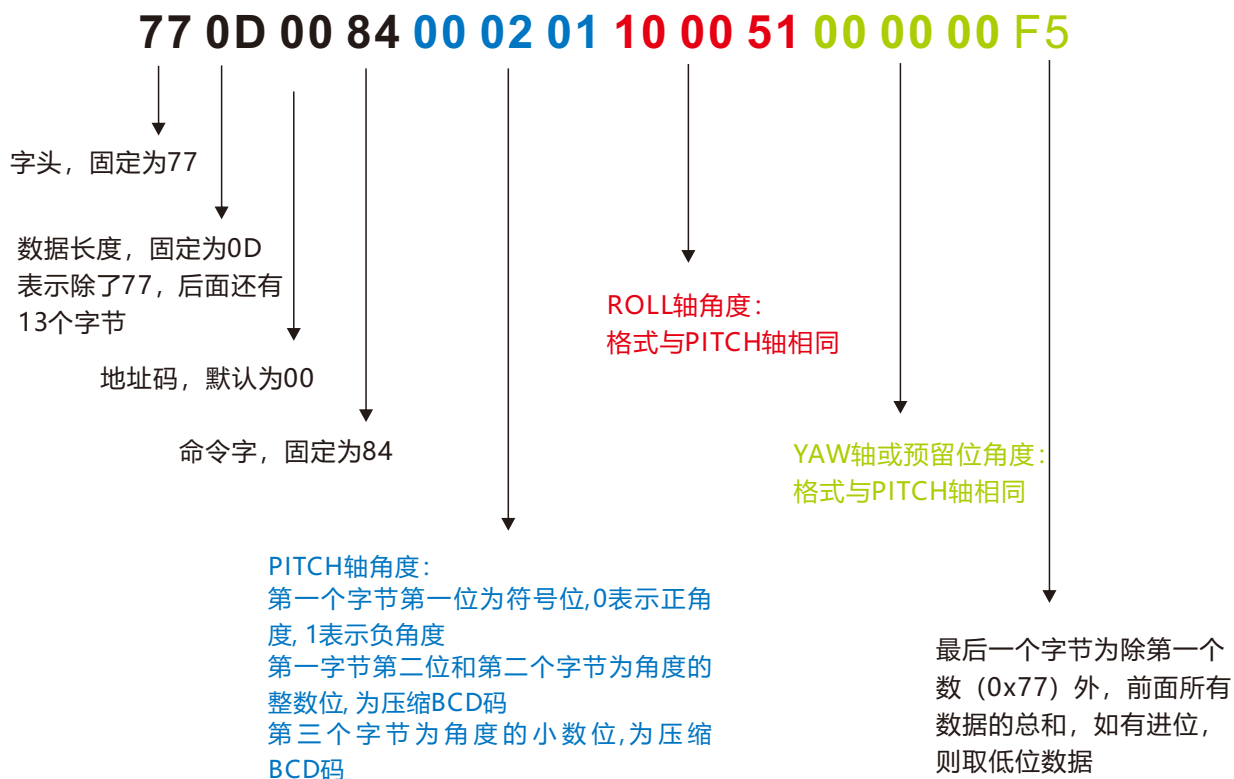 77 0D 00 84 00 02 01 10 00 51 00 00 00 F5
字头，固定为77
数据长度，固定为0D
表示除了77，后面还有
13个字节
地址码，默认为00
命令字，固定为84
PITCH轴角度：
第一个字节第一位为符号位,0表示正角
度, 1表示负角度
第一字节第二位和第二个字节为角度的
整数位, 为压缩BCD码
第三个字节为角度的小数位,为压缩
BCD码
ROLL轴角度：
格式与PITCH轴相同
YAW轴或预留位角度：
格式与PITCH轴相同
最后一个字节为除第一个
数（0x77）外，前面所有
数据的总和，如有进位，
则取低位数据